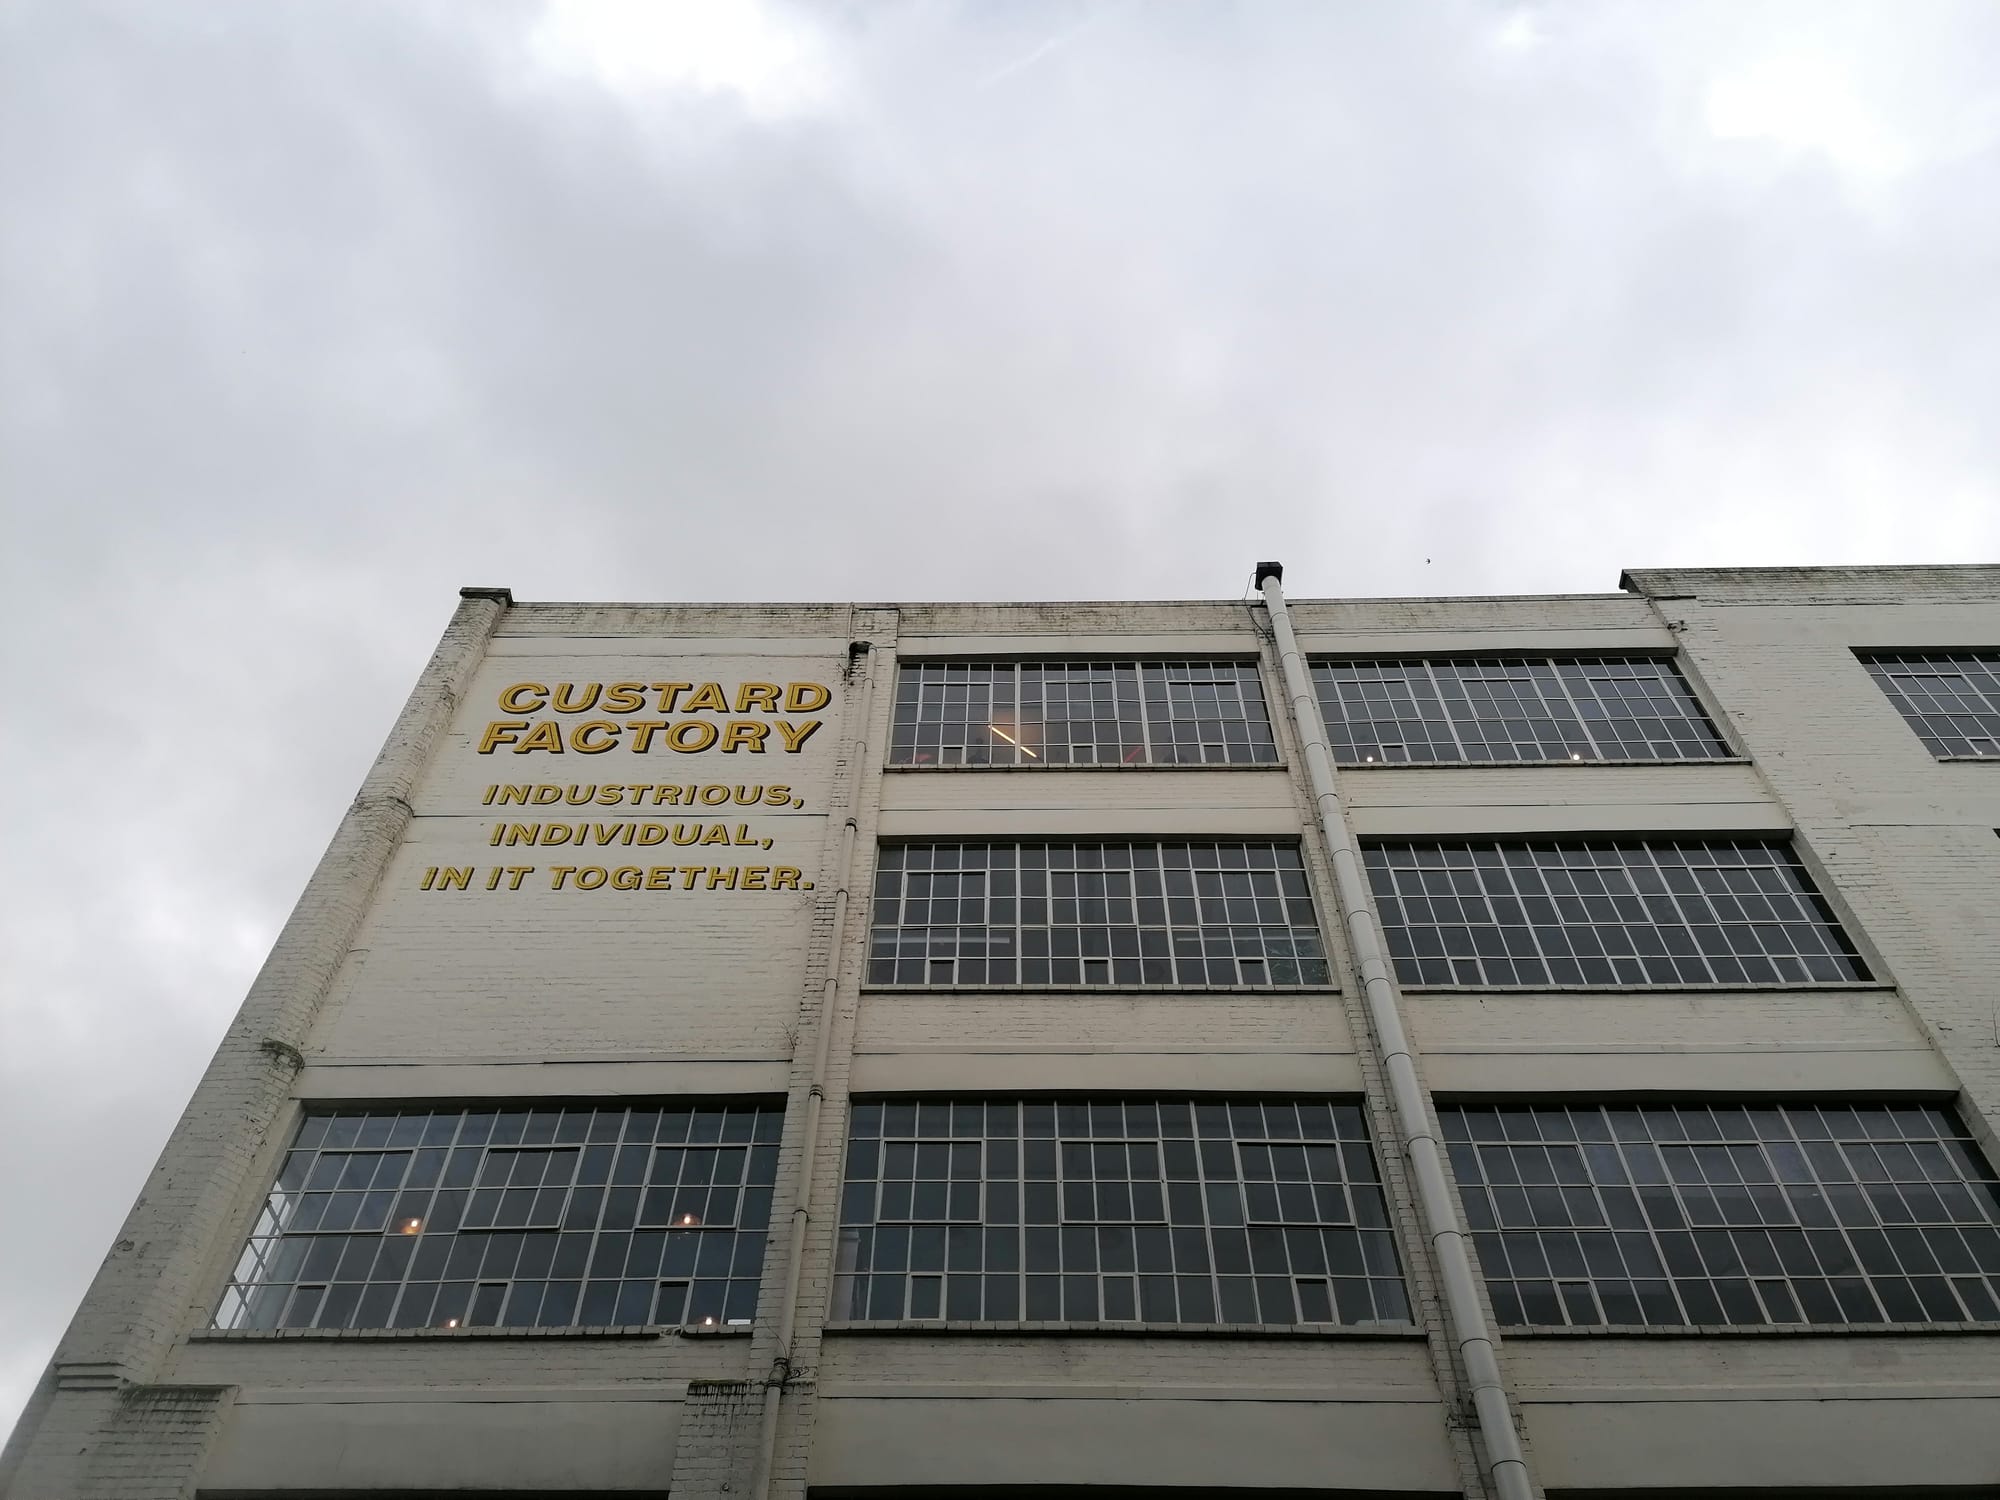 CUSTARD
FACTORY
INDUSTRIOUS,
INDIVIDUAL,
IN IT TOGETHER.